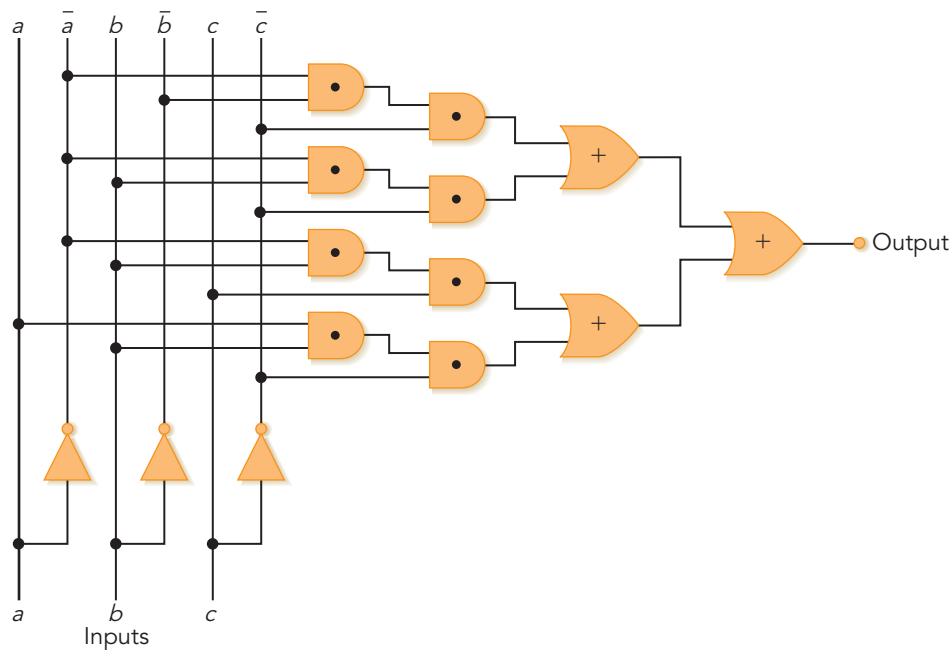 a a̅ b b̅ c c̅
•
•
+
•
•
+
Output
•
•
+
•
•
a b c
Inputs